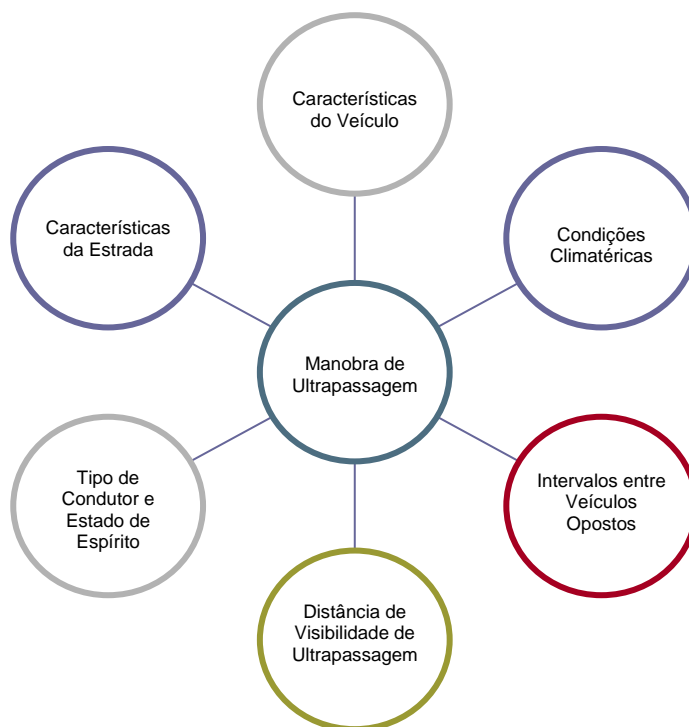 Características
do Veículo
Características
da Estrada
Condições
Climatéricas
Manobra de
Ultrapassagem
Tipo de
Condutor e
Estado de
Espírito
Intervalos entre
Veículos
Opostos
Distância de
Visibilidade de
Ultrapassagem